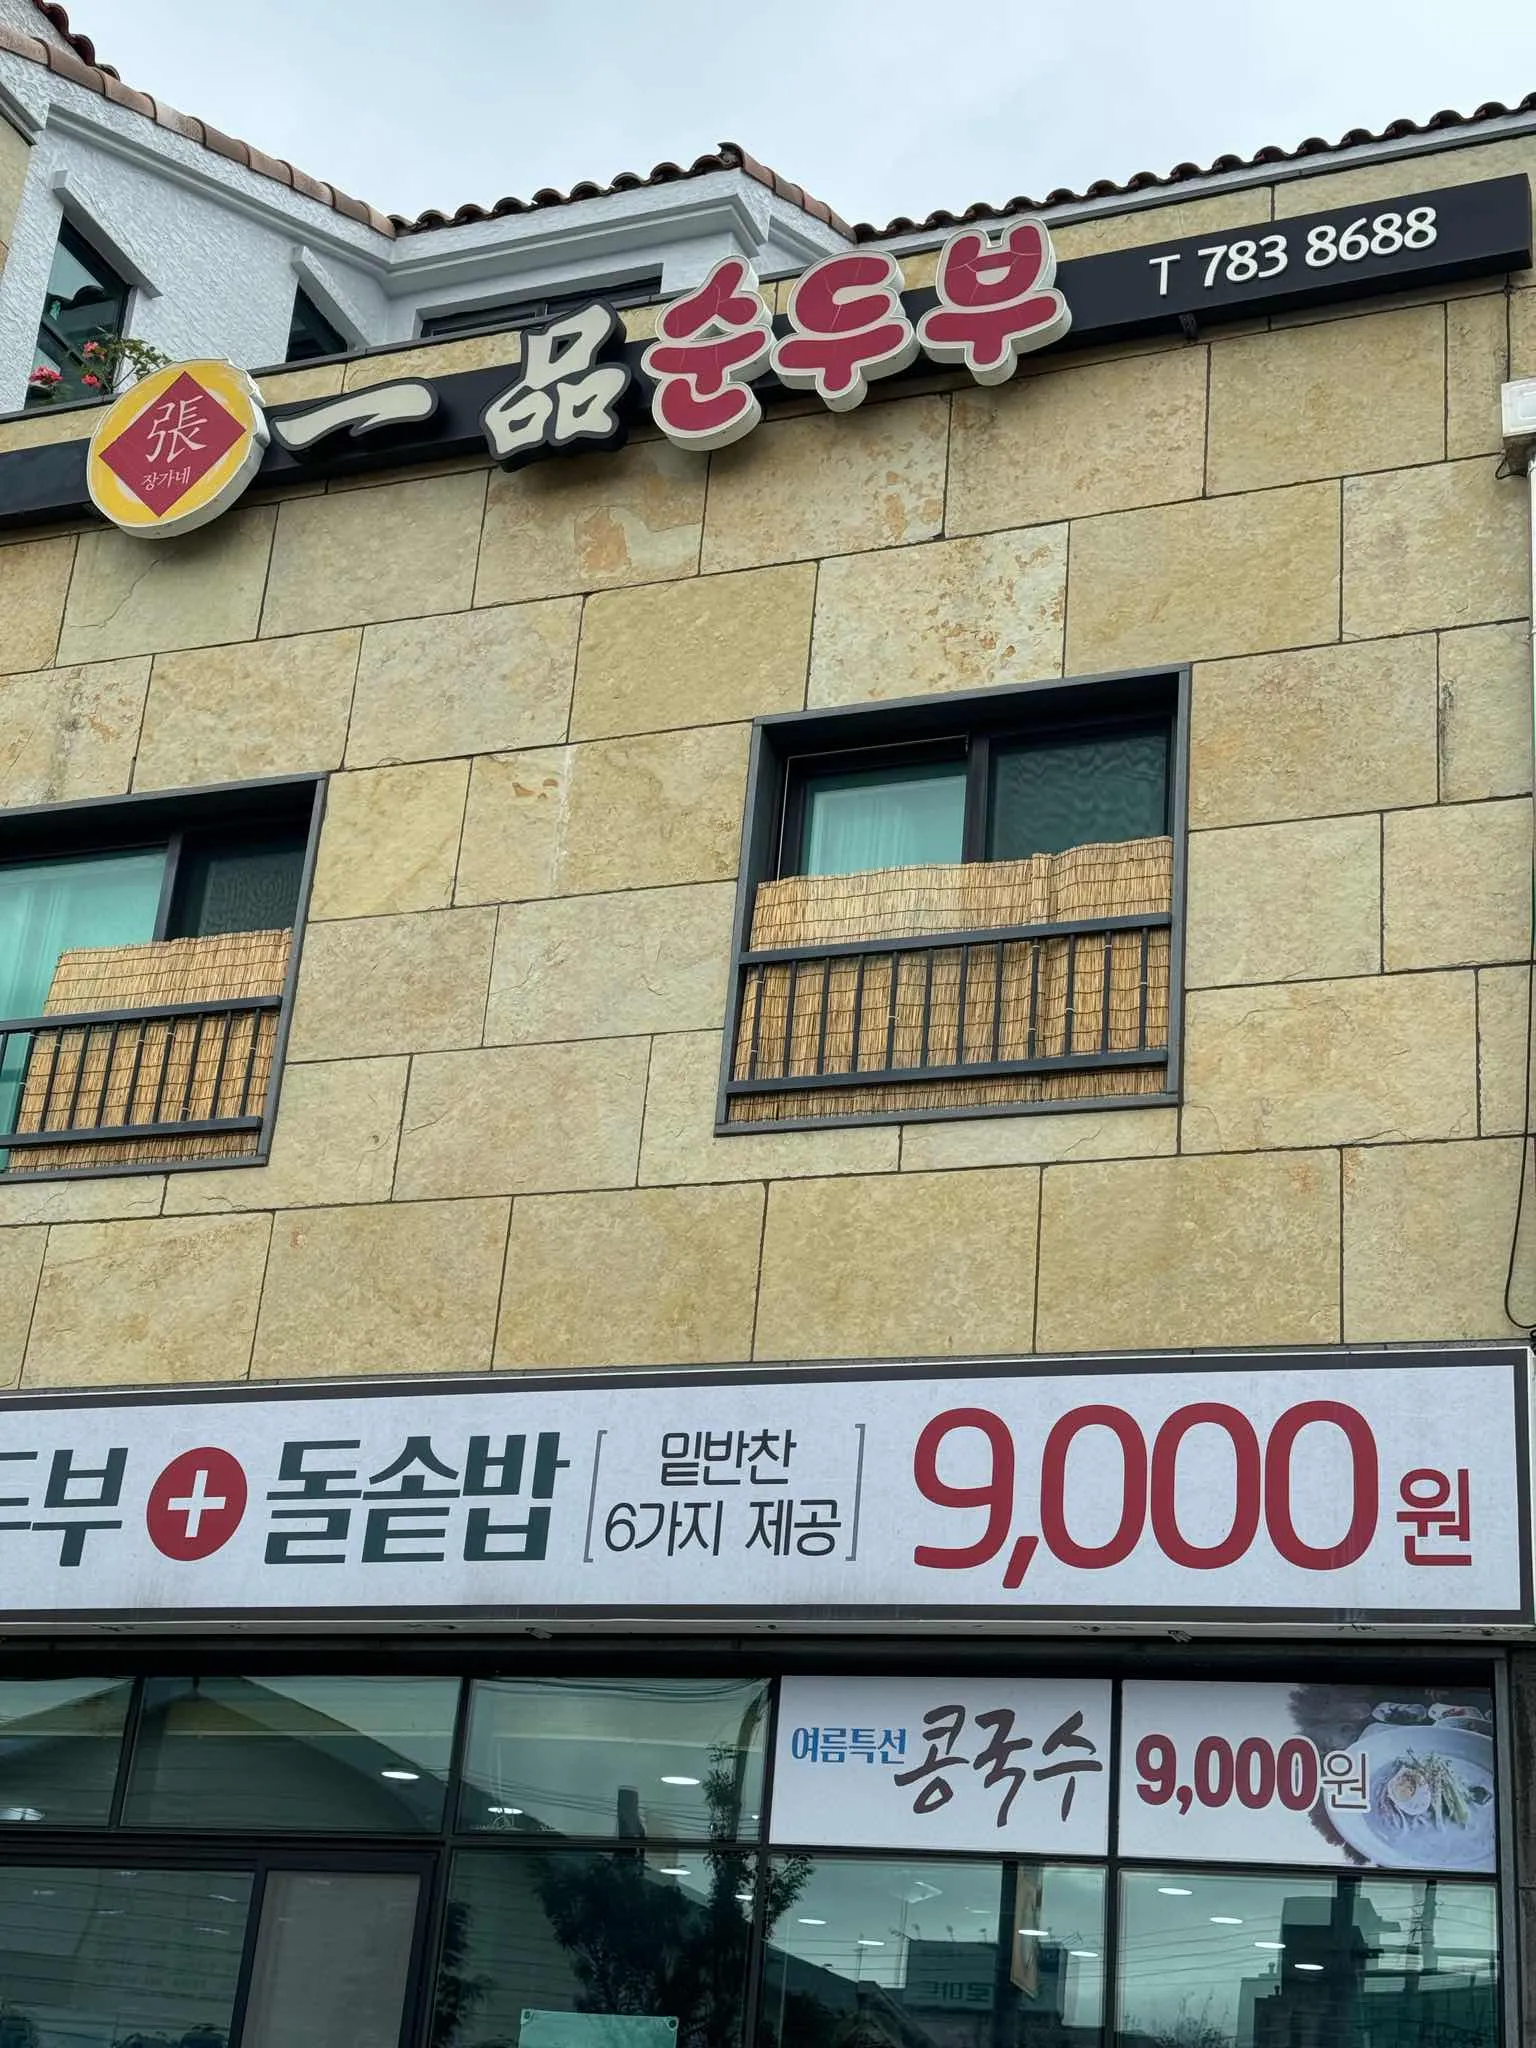 張
장가네
一品순두부
T 783 8688
두부 + 돌솥밥
밑반찬
6가지 제공
9,000원
여름특선 콩국수
9,000원